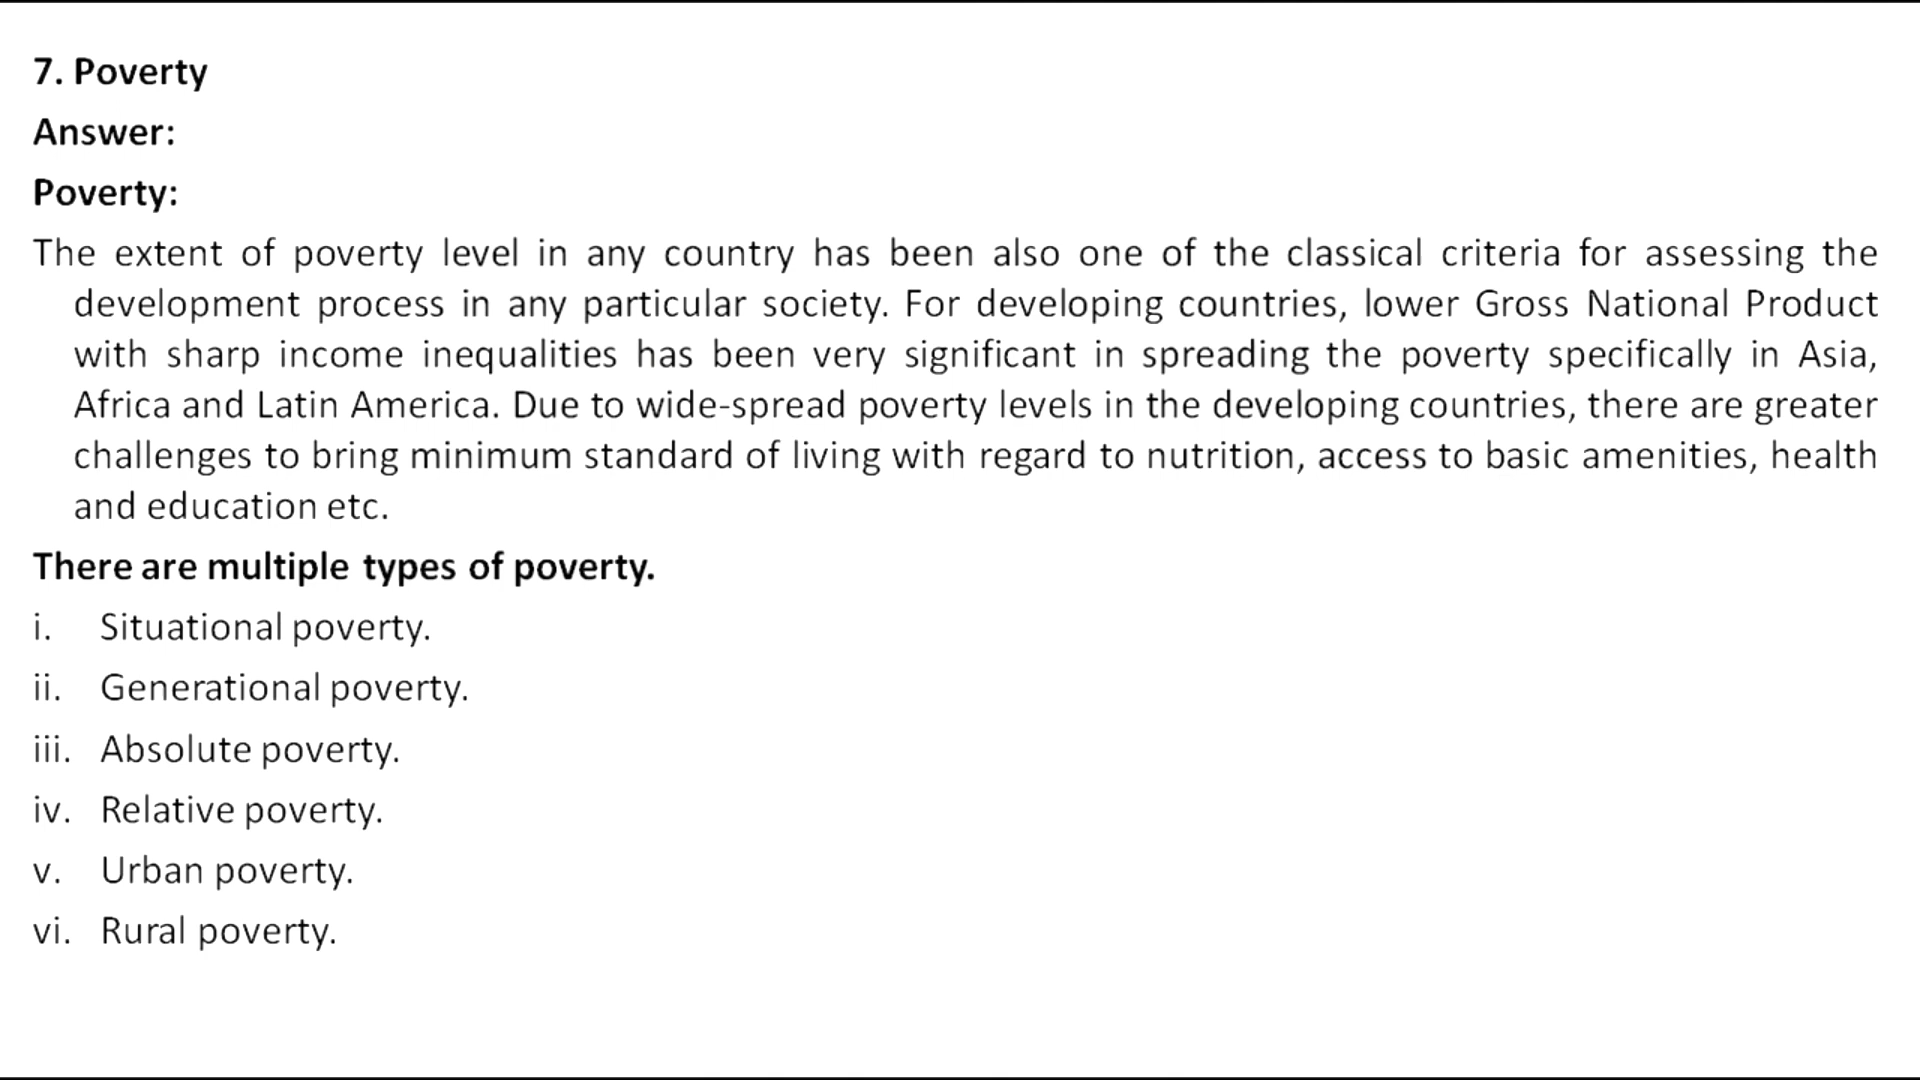 7. Poverty
Answer:
Poverty:
The extent of poverty level in any country has been also one of the classical criteria for assessing the
development process in any particular society. For developing countries, lower Gross National Product
with sharp income inequalities has been very significant in spreading the poverty specifically in Asia,
Africa and Latin America. Due to wide-spread poverty levels in the developing countries, there are greater
challenges to bring minimum standard of living with regard to nutrition, access to basic amenities, health
and education etc.
There are multiple types of poverty.
i. Situational poverty.
ii. Generational poverty.
iii. Absolute poverty.
iv. Relative poverty.
v. Urban poverty.
vi. Rural poverty.